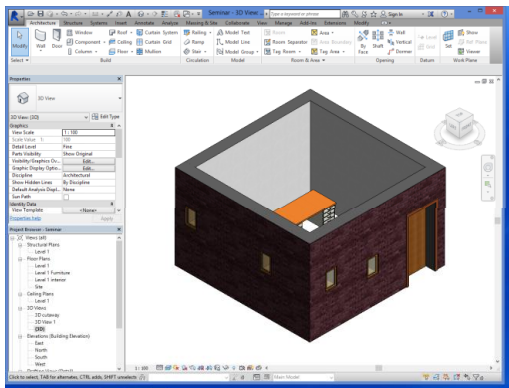 Seminar - 3D View: ...
Type a keyword or phrase
Sign In
Architecture Structure Systems Insert Annotate Analyze Massing & Site Collaborate View Manage Add-Ins Extensions Modify
Modify
Wall Door
Window
Component
Column
Roof
Ceiling
Floor
Curtain System
Curtain Grid
Mullion
Railing
Ramp
Stair
Model Text
Model Line
Model Group
Room
Room Separator
Tag Room
Area
Area Boundary
Tag Area
By Face
Shaft
Wall
Vertical
Dormer
Level
Grid
Set
Show
Ref Plane
Viewer
Select Build Circulation Model Room & Area Opening Datum Work Plane
Properties
3D View
3D View: {3D} Edit Type
Graphics
View Scale 1 : 100
Scale Value 1: 100
Detail Level Fine
Parts Visibility Show Original
Visibility/Graphics Ov... Edit...
Graphic Display Optio... Edit...
Discipline Architectural
Show Hidden Lines By Discipline
Default Analysis Displ... None
Sun Path
Identity Data
View Template <None>
Properties help Apply
Project Browser - Seminar
Views (all)
Structural Plans
Level 1
Floor Plans
Level 1
Level 1 Furniture
Level 1 interior
Site
Ceiling Plans
Level 1
3D Views
3D cutaway
3D View 1
{3D}
Elevations (Building Elevation)
East
North
South
West
1 : 100
Click to select, TAB for alternates, CTRL adds, SHIFT unselects
: 0
Main Model